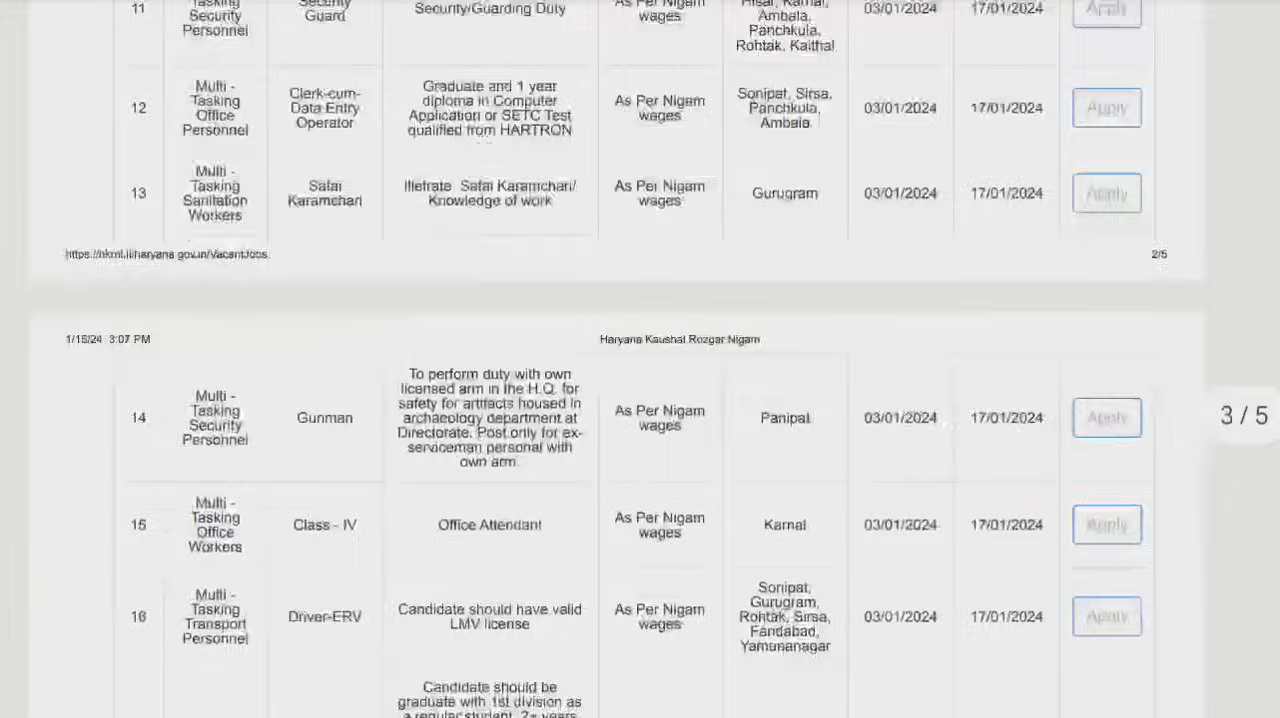 11
Tasking
Security
Personnel
Security
Guard
Security/Guarding Duty
As Per Nigam
wages
Hisar, Karnal,
Ambala,
Panchkula,
Rohtak, Kaithal
03/01/2024
17/01/2024
Apply
12
Multi -
Tasking
Office
Personnel
Clerk-cum-
Data Entry
Operator
Graduate and 1 year
diploma in Computer
Application or SETC Test
qualified from HARTRON
As Per Nigam
wages
Sonipat, Sirsa,
Panchkula,
Ambala
03/01/2024
17/01/2024
Apply
13
Multi -
Tasking
Sanitation
Workers
Safai
Karamchari
Illetrate Safai Karamchari/
Knowledge of work
As Per Nigam
wages
Gurugram
03/01/2024
17/01/2024
Apply
2/5
3:07 PM
Haryana Kaushal Rozgar Nigam
14
Multi -
Tasking
Security
Personnel
Gunman
To perform duty with own
licensed arm in the H.Q. for
safety for artifacts housed in
archaeology department at
Directorate. Post only for ex-
serviceman personal with
own arm.
As Per Nigam
wages
Panipat
03/01/2024
17/01/2024
Apply
3 / 5
15
Multi -
Tasking
Office
Workers
Class - IV
Office Attendant
As Per Nigam
wages
Karnal
03/01/2024
17/01/2024
Apply
16
Multi -
Tasking
Transport
Personnel
Driver-ERV
Candidate should have valid
LMV license
As Per Nigam
wages
Sonipat,
Gurugram,
Rohtak, Sirsa,
Faridabad,
Yamunanagar
03/01/2024
17/01/2024
Apply
Candidate should be
graduate with 1st division as
a regular student, 2+ years